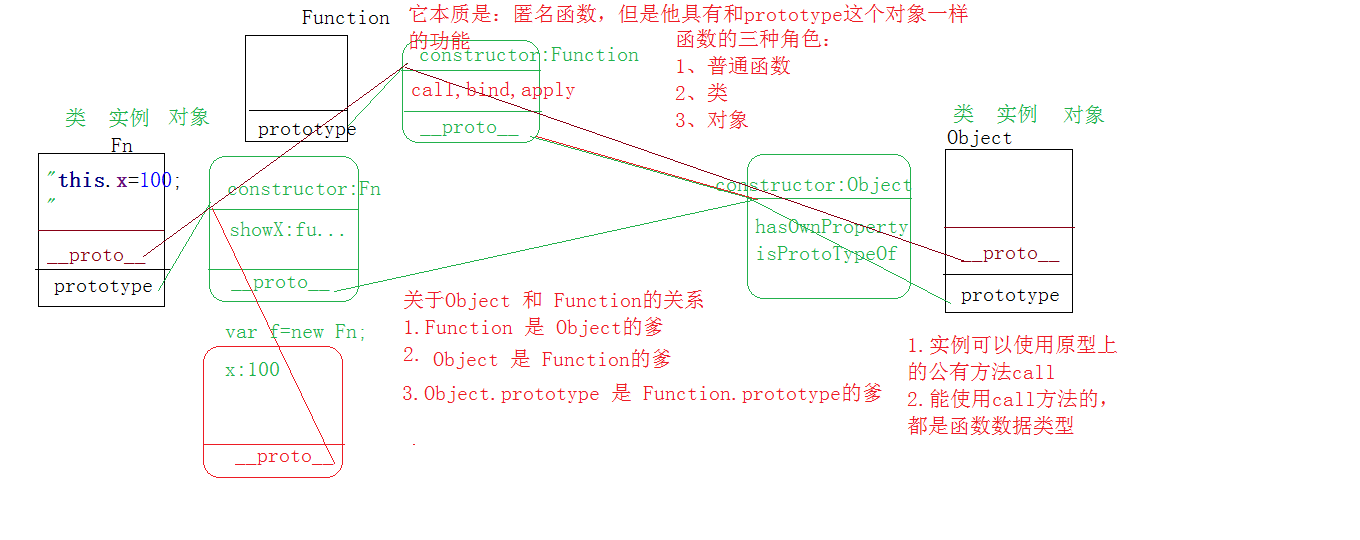 Function
它本质是：匿名函数，但是他具有和prototype这个对象一样
的功能
constructor:Function
call,bind,apply
__proto__
prototype
函数的三种角色：
1、普通函数
2、类
3、对象
类 实例 对象
Fn
"this.x=100;
"
__proto__
prototype
constructor:Fn
showX:fu...
__proto__
var f=new Fn;
x:100
__proto__
关于Object 和 Function的关系
1.Function 是 Object的爹
2. Object 是 Function的爹
3.Object.prototype 是 Function.prototype的爹
.
constructor:Object
hasOwnProperty
isProtoTypeOf
类 实例 对象
Object
__proto__
prototype
1.实例可以使用原型上
的公有方法call
2.能使用call方法的，
都是函数数据类型